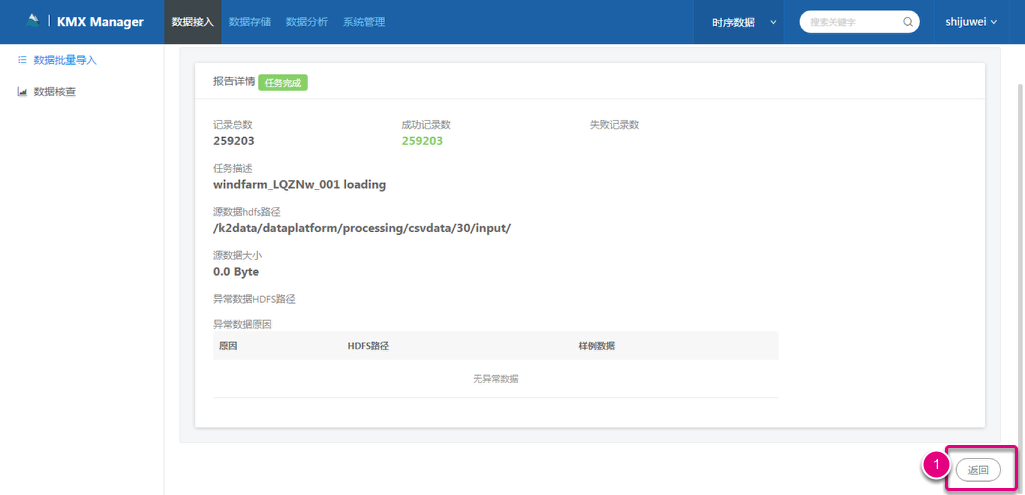 KMX Manager 数据接入 数据存储 数据分析 系统管理 时序数据 搜索关键字 shijuwei
数据批量导入
数据核查
报告详情 任务完成
记录总数 成功记录数 失败记录数
259203 259203
任务描述
windfarm_LQZNw_001 loading
源数据hdfs路径
/k2data/dataplatform/processing/csvdata/30/input/
源数据大小
0.0 Byte
异常数据HDFS路径
异常数据原因
原因 HDFS路径 样例数据
无异常数据
1 返回